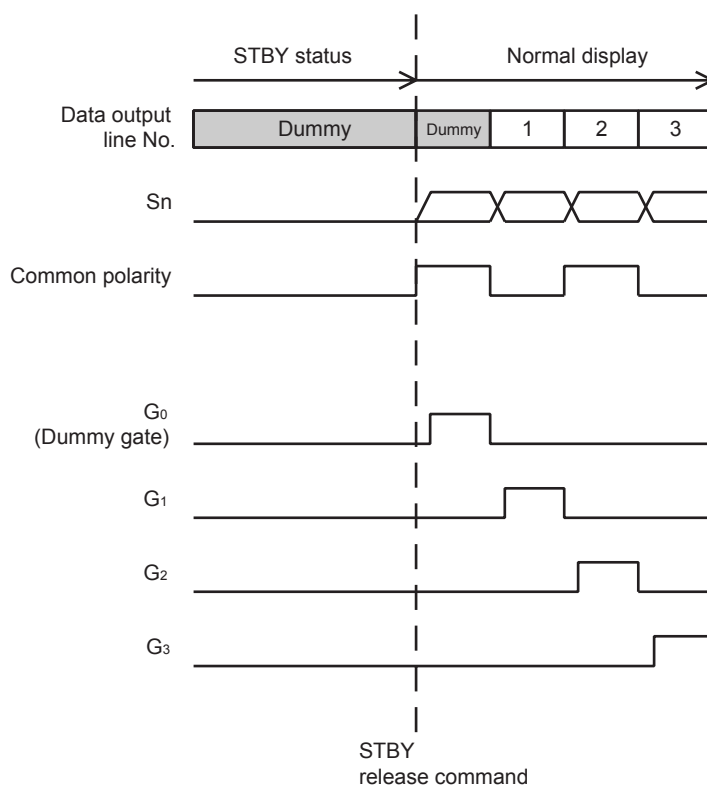 STBY status
Normal display
Data output
line No.
Dummy
Dummy
1
2
3
Sn
Common polarity
G0
(Dummy gate)
G1
G2
G3
STBY
release command